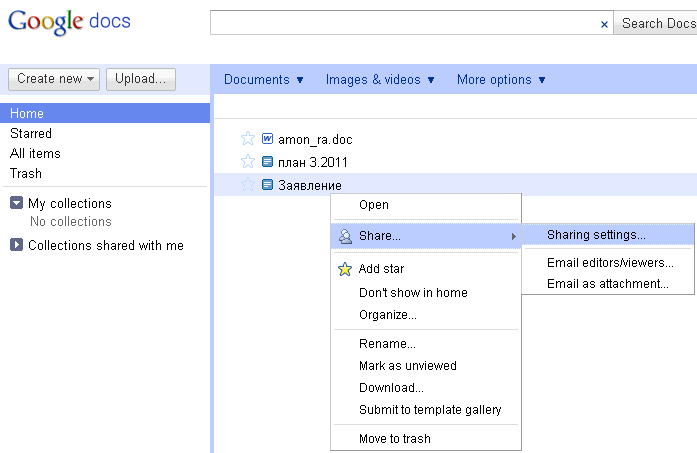 Google docs
× Search Docs
Create new ▼ Upload...
Documents ▼ Images & videos ▼ More options ▼
Home
Starred
All items
Trash
My collections
No collections
Collections shared with me
amon_ra.doc
план 3.2011
Заявление
Open
Share...
Add star
Don't show in home
Organize...
Rename...
Mark as unviewed
Download...
Submit to template gallery
Move to trash
Sharing settings...
Email editors/viewers...
Email as attachment...